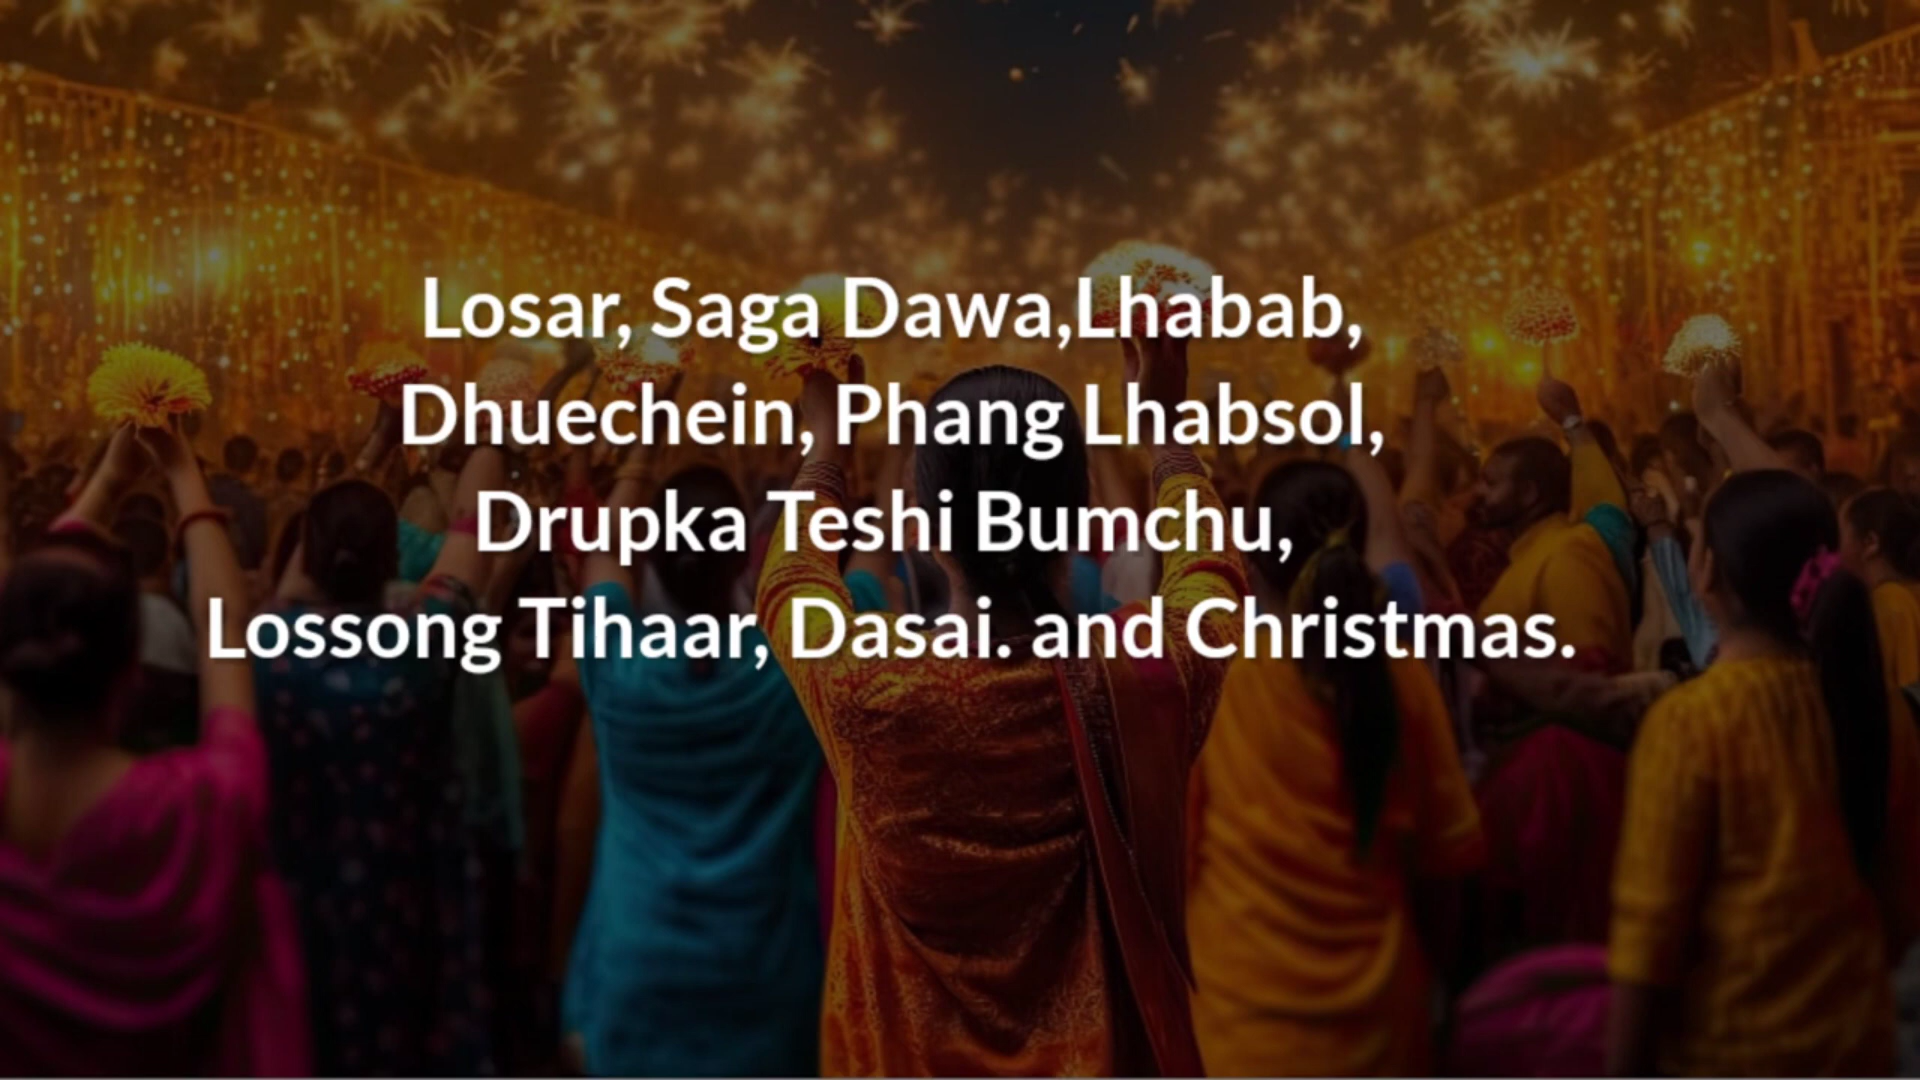 Losar, Saga Dawa,Lhabab,
Dhuechein, Phang Lhabsol,
Drupka Teshi Bumchu,
Lossong Tihaar, Dasai. and Christmas.